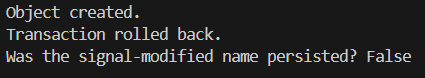 Object created.
Transaction rolled back.
Was the signal-modified name persisted? False